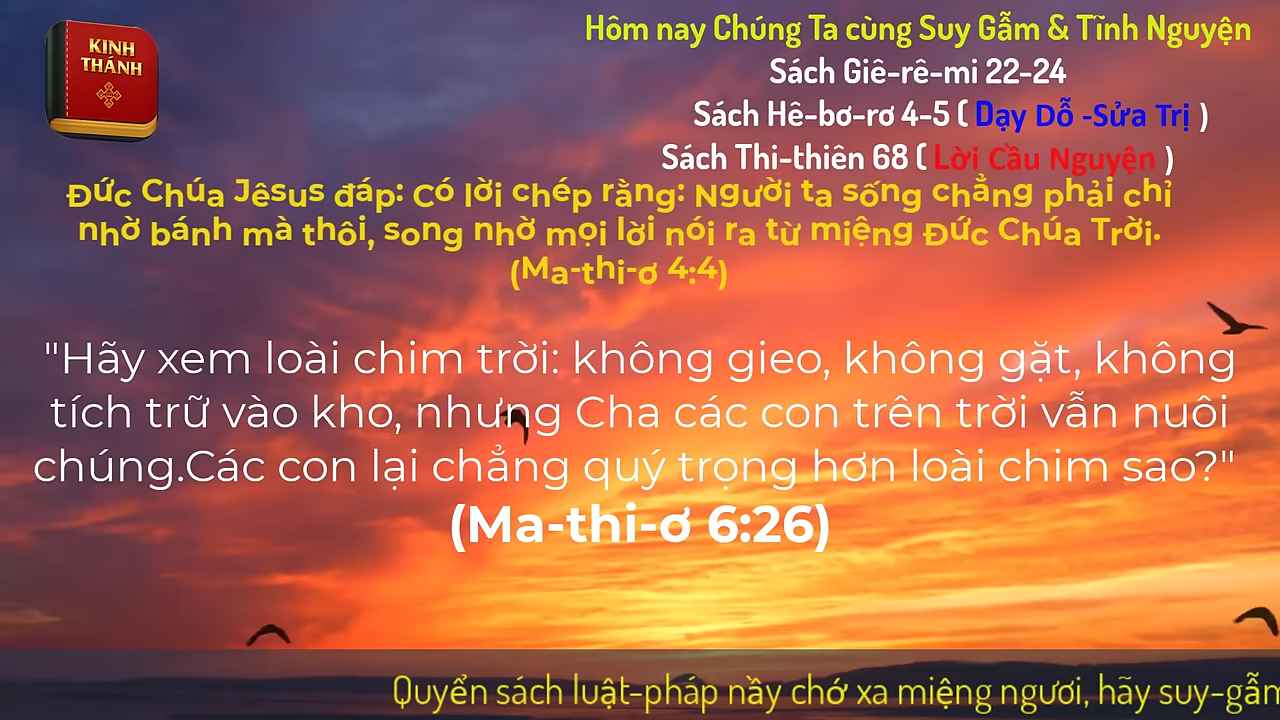 KINH
THÁNH
Hôm nay Chúng Ta cùng Suy Gẫm & Tĩnh Nguyện
Sách Giê-rê-mi 22-24
Sách Hê-bơ-rơ 4-5 ( Dạy Dỗ -Sửa Trị )
Sách Thi-thiên 68 ( Lời Cầu Nguyện )
Đức Chúa Jêsus đáp: Có lời chép rằng: Người ta sống chẳng phải chỉ
nhờ bánh mà thôi, song nhờ mọi lời nói ra từ miệng Đức Chúa Trời.
(Ma-thi-ơ 4:4)
"Hãy xem loài chim trời: không gieo, không gặt, không
tích trữ vào kho, nhưng Cha các con trên trời vẫn nuôi
chúng.Các con lại chẳng quý trọng hơn loài chim sao?"
(Ma-thi-ơ 6:26)
Quyển sách luật-pháp nầy chớ xa miệng ngươi, hãy suy-gẫm